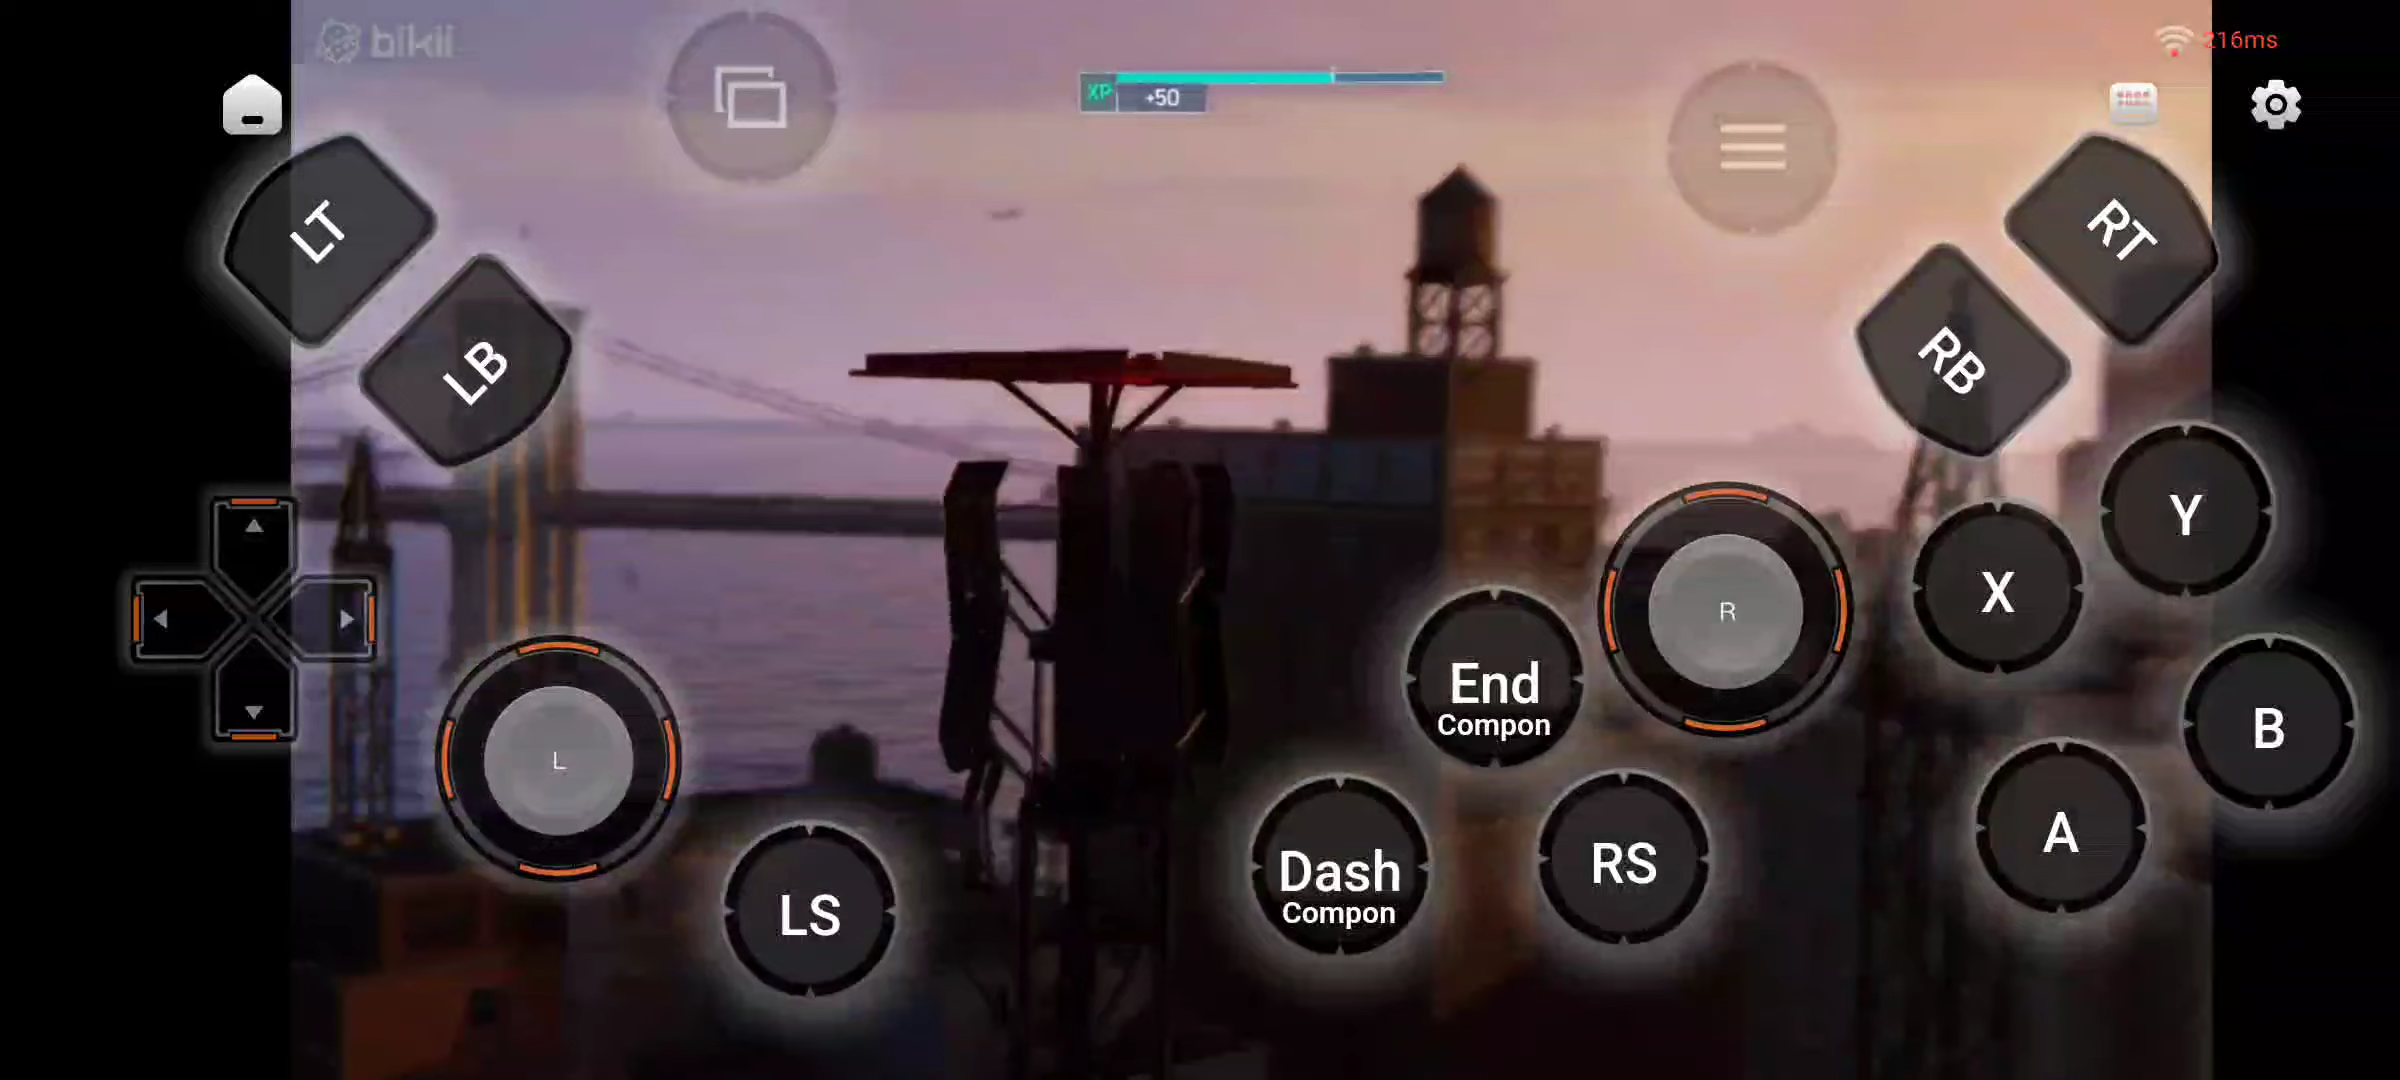 bikii
216ms
XP
+50
LT
RT
LB
RB
Y
X
R
End
Compon
B
L
A
Dash
Compon
RS
LS